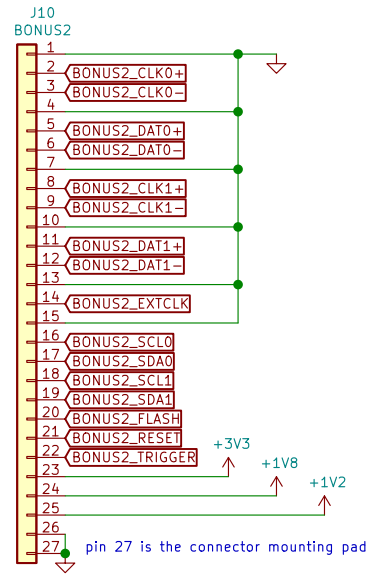 J10
BONUS2
1
2 BONUS2_CLK0+
3 BONUS2_CLK0-
4
5 BONUS2_DAT0+
6 BONUS2_DAT0-
7
8 BONUS2_CLK1+
9 BONUS2_CLK1-
10
11 BONUS2_DAT1+
12 BONUS2_DAT1-
13
14 BONUS2_EXTCLK
15
16 BONUS2_SCL0
17 BONUS2_SDA0
18 BONUS2_SCL1
19 BONUS2_SDA1
20 BONUS2_FLASH
21 BONUS2_RESET
22 BONUS2_TRIGGER
23 +3V3
24 +1V8
25 +1V2
26
27 pin 27 is the connector mounting pad